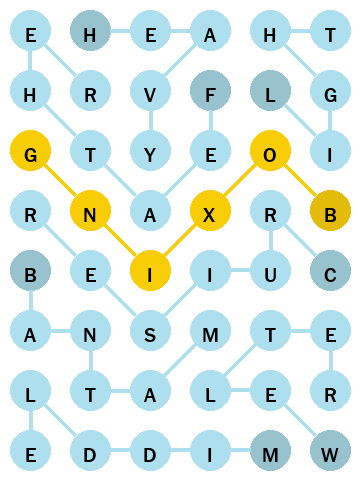 E H E A H T
H R V F L G
G T Y E O I
R N A X R B
B E I I U C
A N S M T E
L T A L E R
E D D I M W